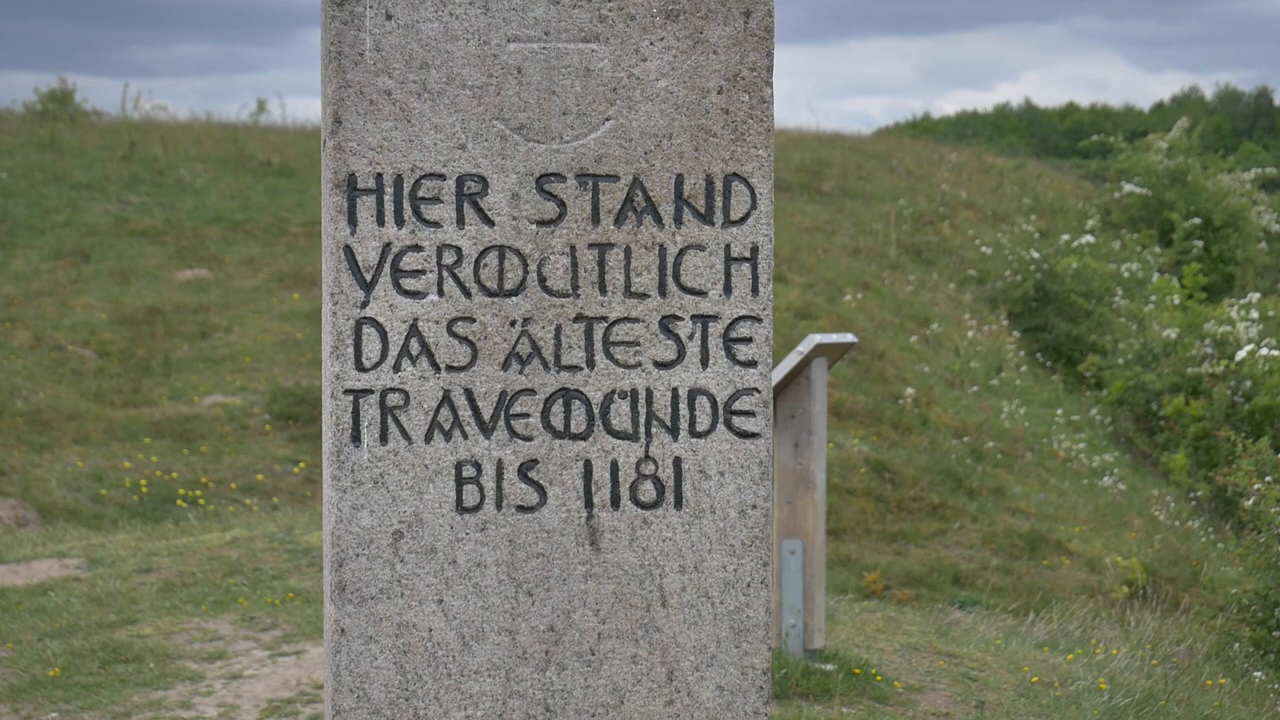 HIER STAND
VERMUTLICH
DAS ÄLTESTE
TRAVEMÜNDE
BIS 1181